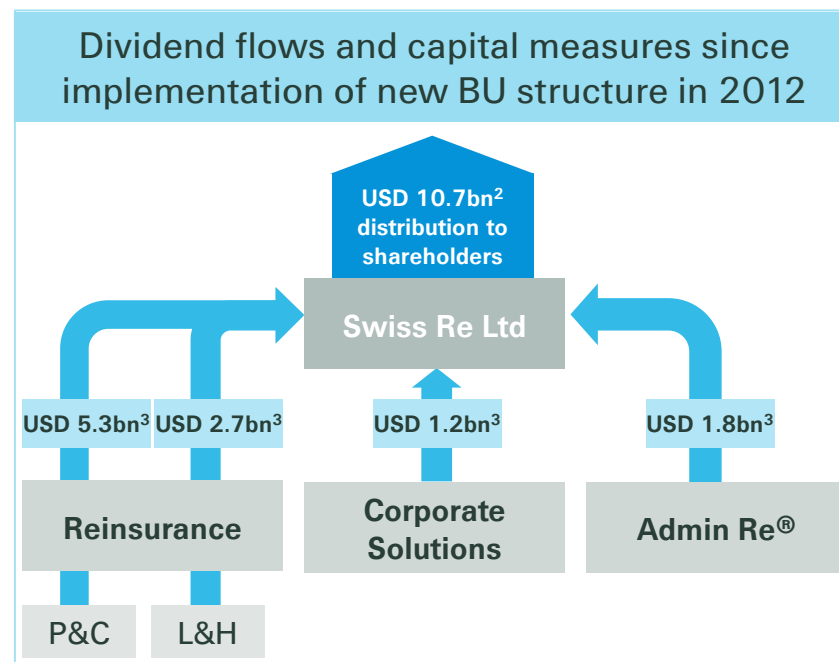 Dividend flows and capital measures since
implementation of new BU structure in 2012
USD 10.7bn²
distribution to
shareholders
Swiss Re Ltd
USD 5.3bn³
USD 2.7bn³
USD 1.2bn³
USD 1.8bn³
Reinsurance
Corporate
Solutions
Admin Re®
P&C
L&H